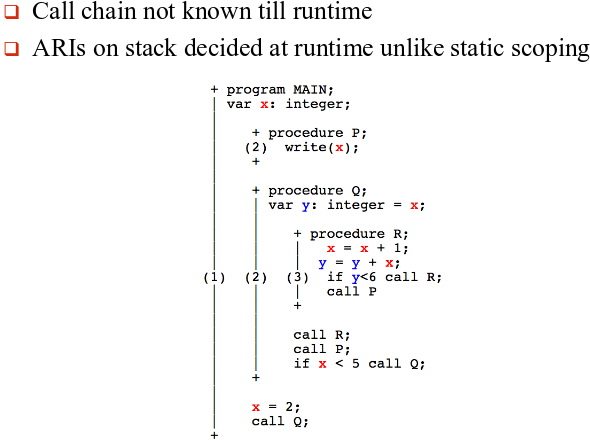 Call chain not known till runtime
ARIs on stack decided at runtime unlike static scoping
+ program MAIN;
| var x: integer;
+ procedure P;
(2) write(x);
+
+ procedure Q;
| var y: integer = x;
+ procedure R;
| x = x + 1;
| y = y + x;
(1) (2) (3) if y<6 call R;
| call P
+
call R;
call P;
if x < 5 call Q;
+
x = 2;
call Q;
+